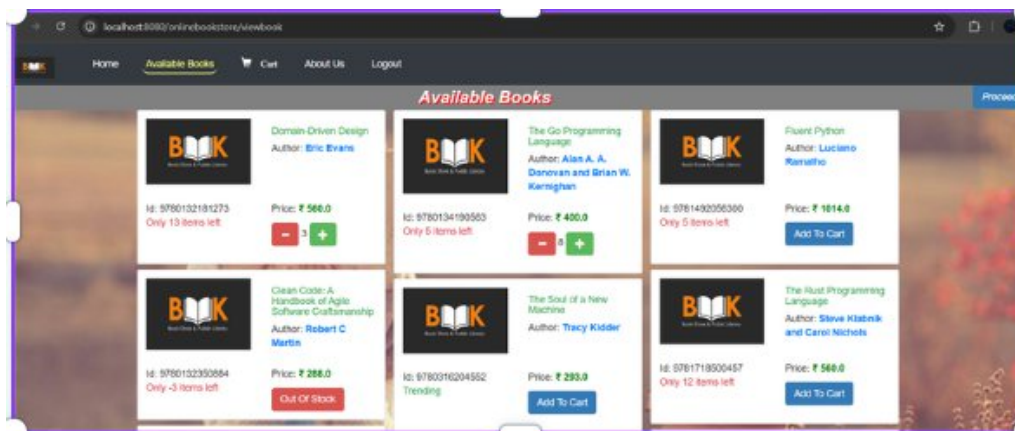 localhost:8080/onlinebookstore/viewbook
Home
Available Books
Cart
About Us
Logout
Available Books
Proceed
BOOK
Domain-Driven Design
Author: Eric Evans
Id: 9780132181273
Only 13 items left
Price: ₹ 560.0
- 3 +
BOOK
The Go Programming
Language
Author: Alan A. A.
Donovan and Brian W.
Kernighan
Only 5 items left
Price: ₹ 400.0
BOOK
Fluent Python
Author: Luciano
Ramalho
Only 5 items left
Price: ₹ 1014.0
Add To Cart
BOOK
Clean Code: A
Handbook of Agile
Software Craftsmanship
Author: Robert C
Martin
Id: 9780132350884
Only -3 items left
Price: ₹ 288.0
Out Of Stock
BOOK
The Soul of a New
Machine
Author: Tracy Kidder
Id: 9780316204552
Trending
Price: ₹ 293.0
Add To Cart
BOOK
The Rust Programming
Language
Author: Steve Klabnik
and Carol Nichols
Id: 9781718500457
Only 12 items left
Price: ₹ 560.0
Add To Cart